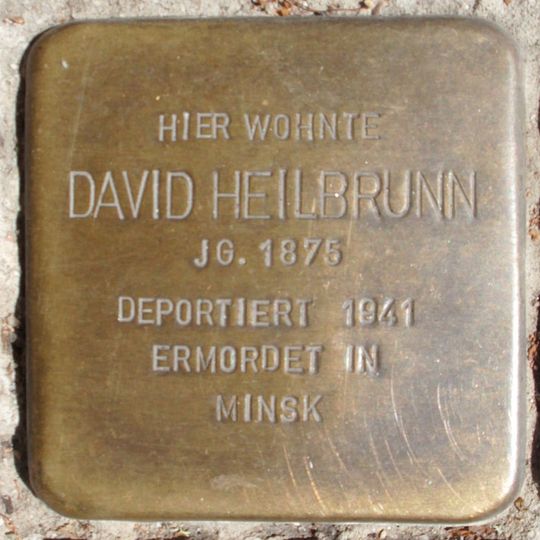 HIER WOHNTE
DAVID HEILBRUNN
JG. 1875
DEPORTIERT 1941
ERMORDET IN
MINSK